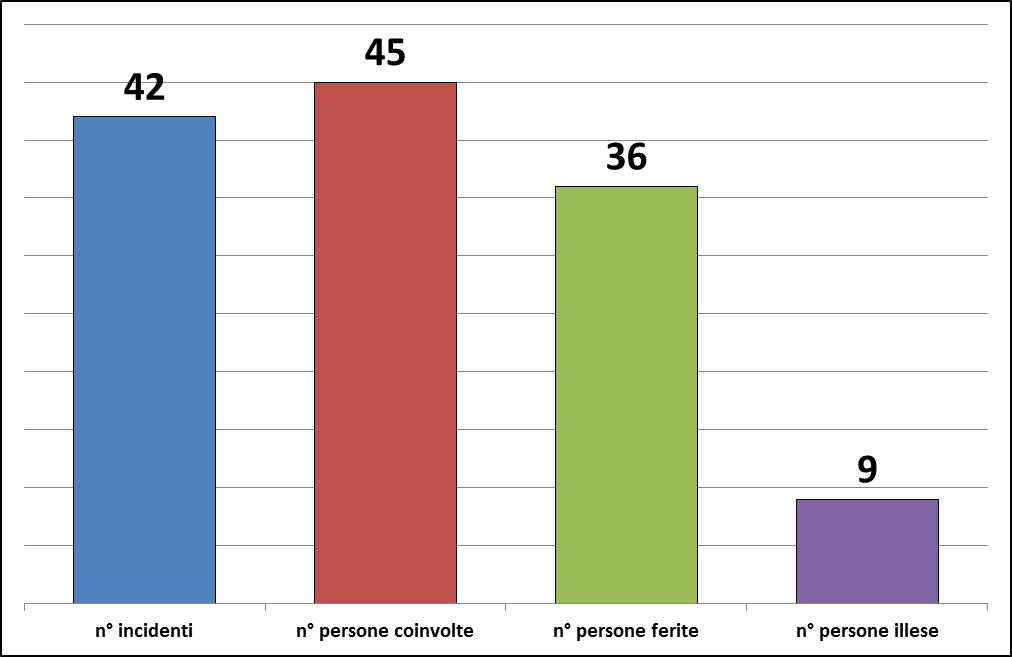 42
45
36
9
n° incidenti
n° persone coinvolte
n° persone ferite
n° persone illese